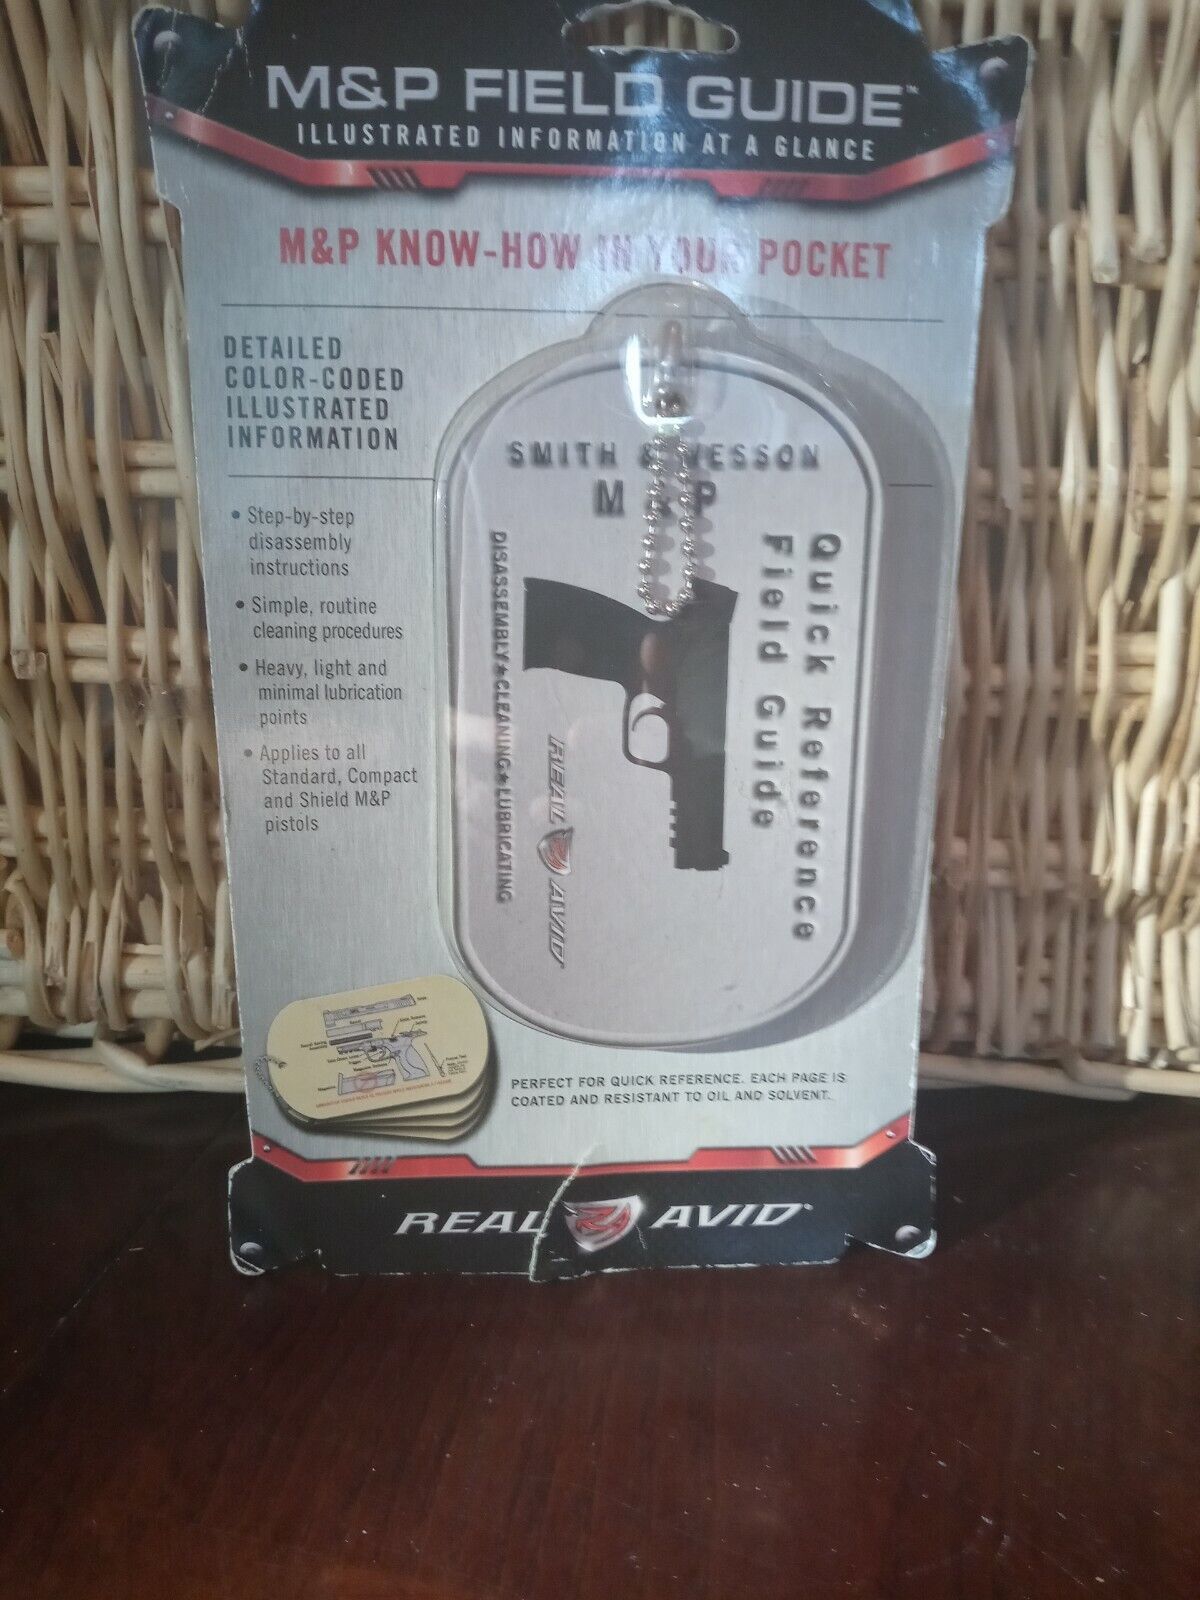 M&P FIELD GUIDE™
ILLUSTRATED INFORMATION AT A GLANCE
M&P KNOW-HOW IN YOUR POCKET
DETAILED
COLOR-CODED
ILLUSTRATED
INFORMATION
• Step-by-step
disassembly
instructions
• Simple, routine
cleaning procedures
• Heavy, light and
minimal lubrication
points
• Applies to all
Standard, Compact
and Shield M&P
pistols
SMITH & WESSON
M & P
Quick Reference
Field Guide
REAL AVID
DISASSEMBLY★CLEANING★LUBRICATING
PERFECT FOR QUICK REFERENCE. EACH PAGE IS
COATED AND RESISTANT TO OIL AND SOLVENT.
REAL AVID®